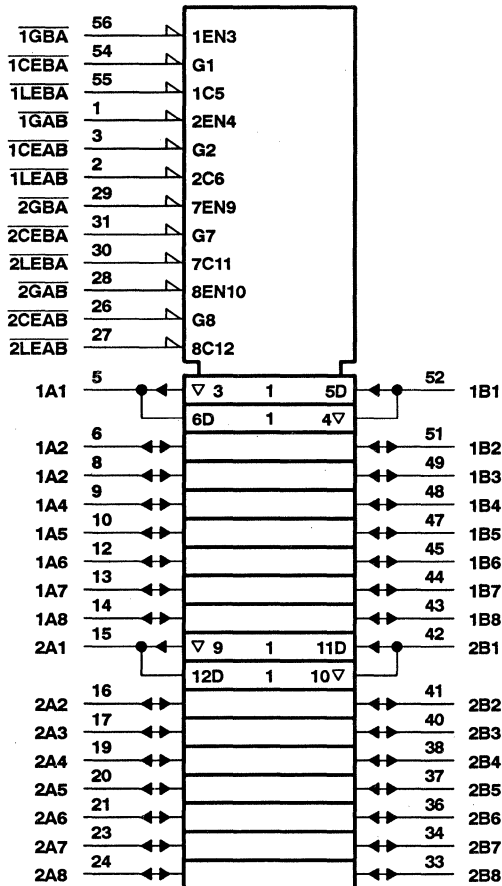 1GBA 56 1EN3
1CEBA 54 G1
1LEBA 55 1C5
1GAB 1 2EN4
1CEAB 3 G2
1LEAB 2 2C6
2GBA 29 7EN9
2CEBA 31 G7
2LEBA 30 7C11
2GAB 28 8EN10
2CEAB 26 G8
2LEAB 27 8C12
1A1 5 ▽ 3 1 5D 52 1B1
6D 1 4▽
1A2 6 51 1B2
1A2 8 49 1B3
1A4 9 48 1B4
1A5 10 47 1B5
1A6 12 45 1B6
1A7 13 44 1B7
1A8 14 43 1B8
2A1 15 ▽ 9 1 11D 42 2B1
12D 1 10▽
2A2 16 41 2B2
2A3 17 40 2B3
2A4 19 38 2B4
2A5 20 37 2B5
2A6 21 36 2B6
2A7 23 34 2B7
2A8 24 33 2B8